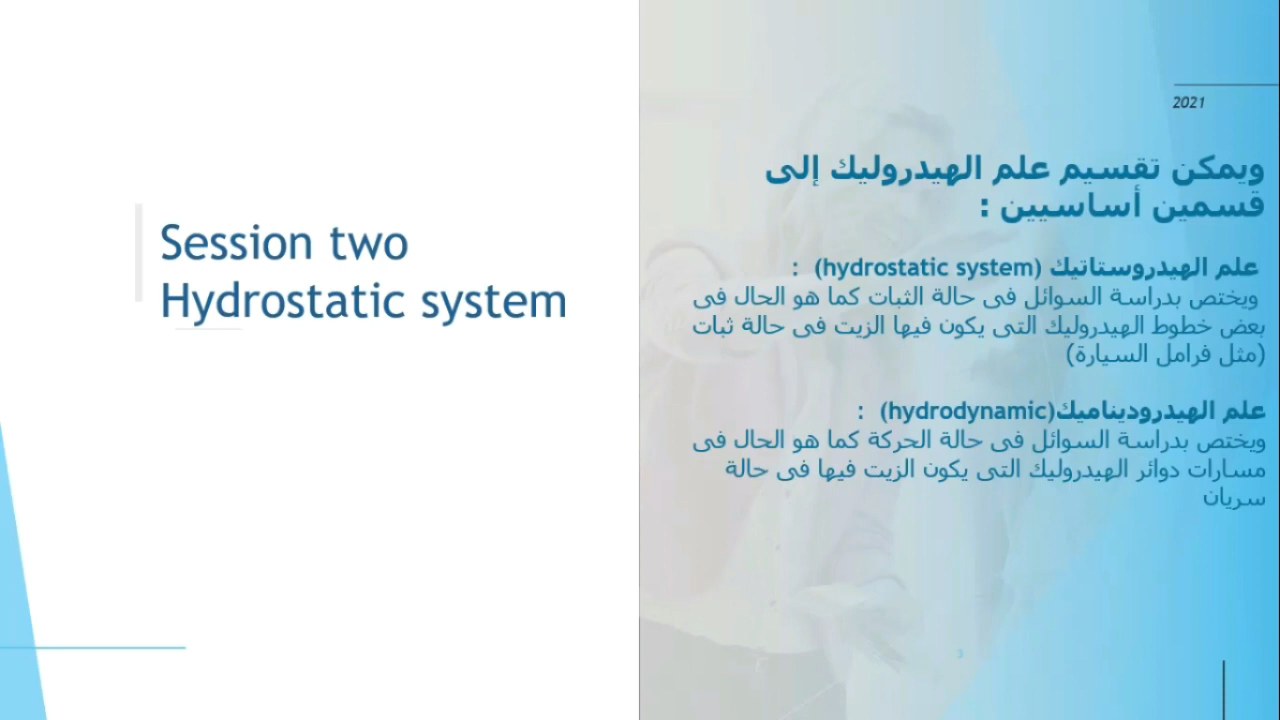 Session two
Hydrostatic system
2021
ويمكن تقسيم علم الهيدروليك إلى
قسمين أساسيين :
علم الهيدروستاتيك (hydrostatic system) :
ويختص بدراسة السوائل فى حالة الثبات كما هو الحال فى
بعض خطوط الهيدروليك التى يكون فيها الزيت فى حالة ثبات
(مثل فرامل السيارة)
علم الهيدروديناميك(hydrodynamic) :
ويختص بدراسة السوائل فى حالة الحركة كما هو الحال فى
مسارات دوائر الهيدروليك التى يكون الزيت فيها فى حالة
سريان
3